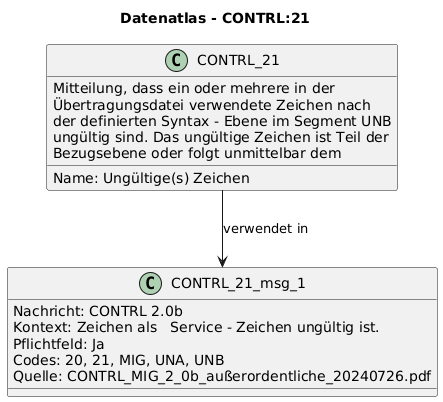 Datenatlas - CONTRL:21
C CONTRL_21
Mitteilung, dass ein oder mehrere in der
Übertragungsdatei verwendete Zeichen nach
der definierten Syntax - Ebene im Segment UNB
ungültig sind. Das ungültige Zeichen ist Teil der
Bezugsebene oder folgt unmittelbar dem
Name: Ungültige(s) Zeichen
verwendet in
C CONTRL_21_msg_1
Nachricht: CONTRL 2.0b
Kontext: Zeichen als   Service - Zeichen ungültig ist.
Pflichtfeld: Ja
Codes: 20, 21, MIG, UNA, UNB
Quelle: CONTRL_MIG_2_0b_außerordentliche_20240726.pdf